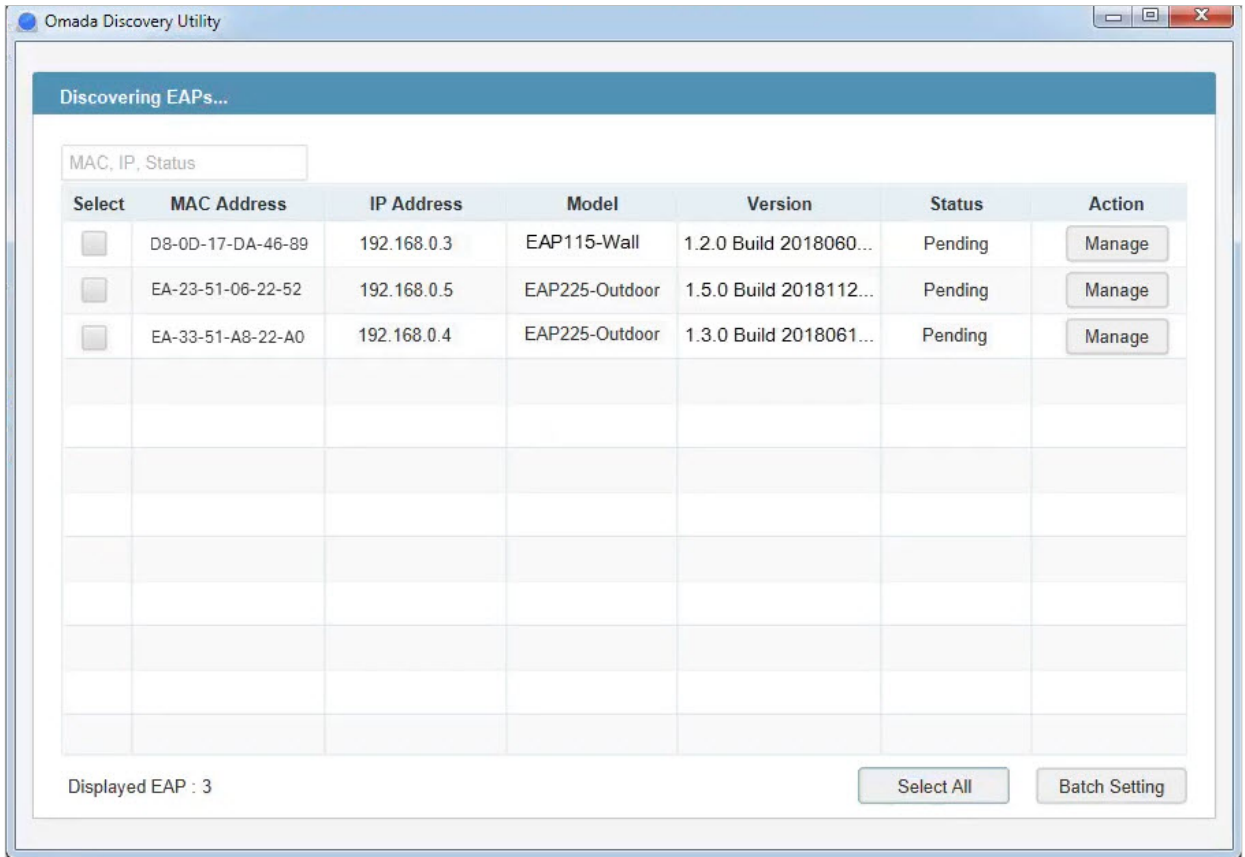 Omada Discovery Utility
Discovering EAPs...
MAC, IP, Status
Select MAC Address IP Address Model Version Status Action
D8-0D-17-DA-46-89 192.168.0.3 EAP115-Wall 1.2.0 Build 2018060... Pending Manage
EA-23-51-06-22-52 192.168.0.5 EAP225-Outdoor 1.5.0 Build 2018112... Pending Manage
EA-33-51-A8-22-A0 192.168.0.4 EAP225-Outdoor 1.3.0 Build 2018061... Pending Manage
Displayed EAP : 3 Select All Batch Setting